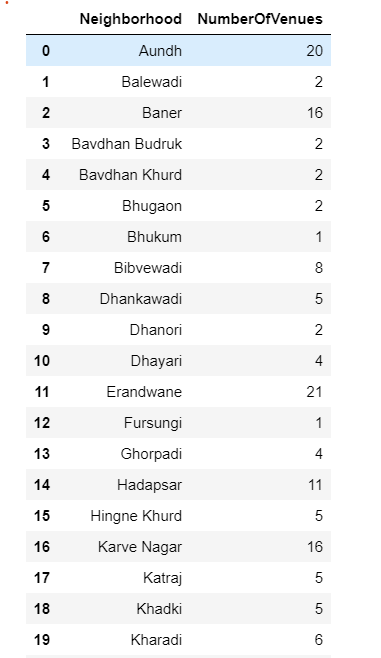 Neighborhood NumberOfVenues
0 Aundh 20
1 Balewadi 2
2 Baner 16
3 Bavdhan Budruk 2
4 Bavdhan Khurd 2
5 Bhugaon 2
6 Bhukum 1
7 Bibvewadi 8
8 Dhankawadi 5
9 Dhanori 2
10 Dhayari 4
11 Erandwane 21
12 Fursungi 1
13 Ghorpadi 4
14 Hadapsar 11
15 Hingne Khurd 5
16 Karve Nagar 16
17 Katraj 5
18 Khadki 5
19 Kharadi 6